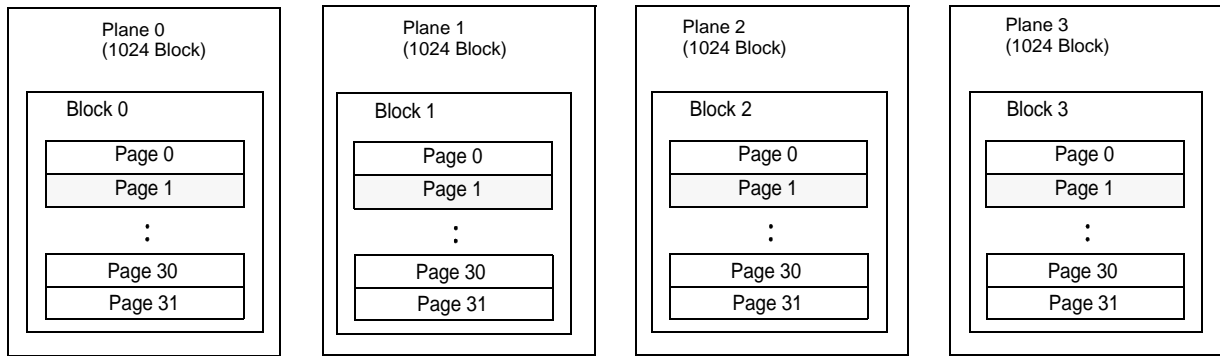 Plane 0
(1024 Block)
Block 0
Page 0
Page 1
Page 30
Page 31
Plane 1
(1024 Block)
Block 1
Page 0
Page 1
Page 30
Page 31
Plane 2
(1024 Block)
Block 2
Page 0
Page 1
Page 30
Page 31
Plane 3
(1024 Block)
Block 3
Page 0
Page 1
Page 30
Page 31